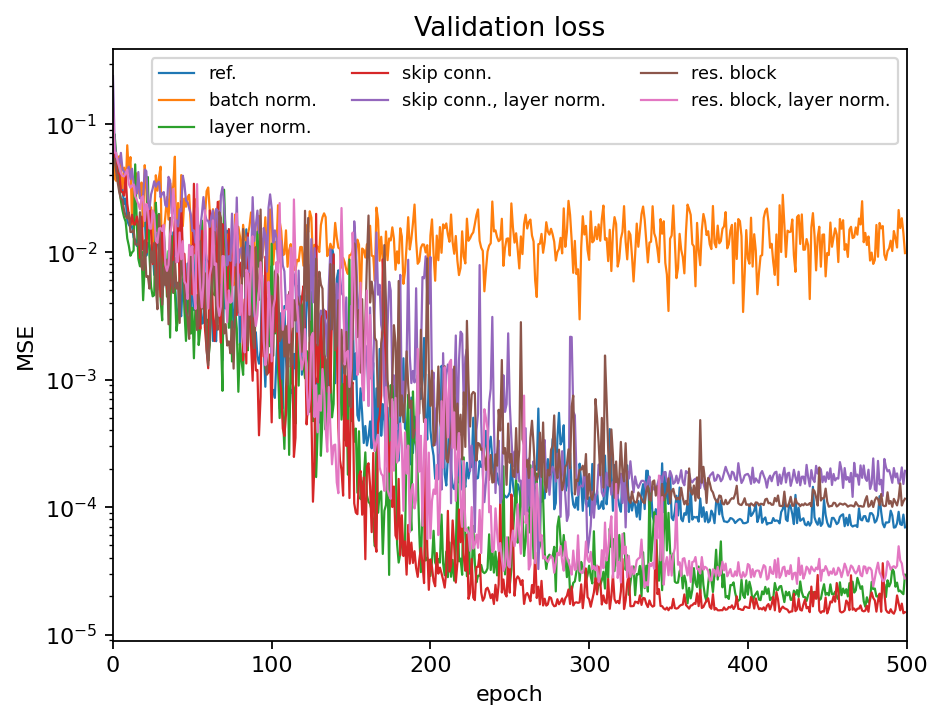 Validation loss
ref.
batch norm.
layer norm.
skip conn.
skip conn., layer norm.
res. block
res. block, layer norm.
MSE
10⁻¹
10⁻²
10⁻³
10⁻⁴
10⁻⁵
0 100 200 300 400 500
epoch